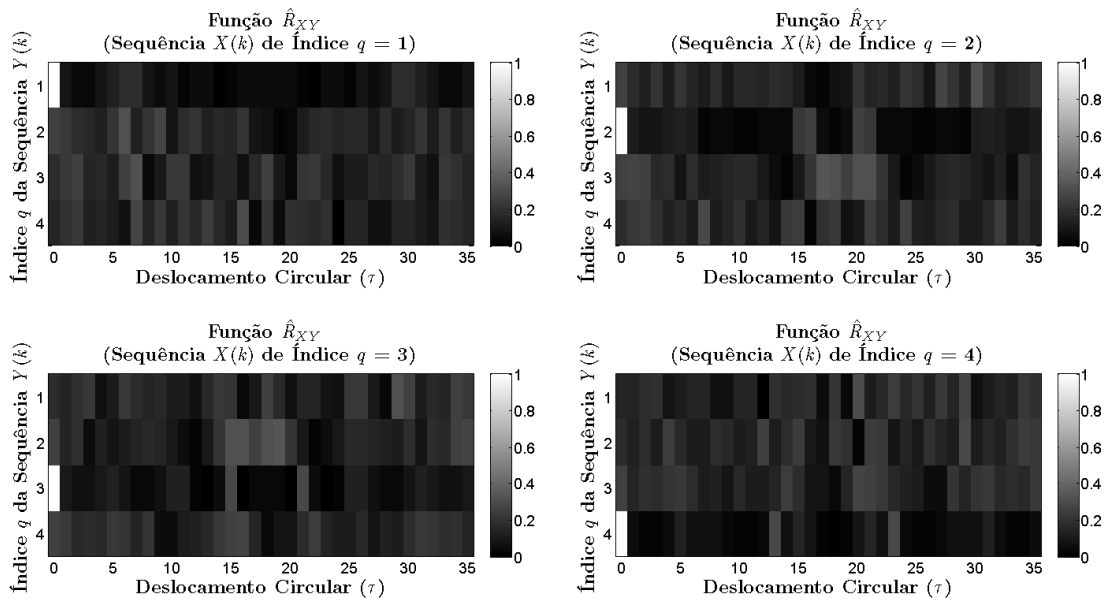 Função R̂_XY
(Sequência X(k) de Índice q = 1)
Índice q da Sequência Y(k)
1
2
3
4
0 5 10 15 20 25 30 35
Deslocamento Circular (τ)
1
0.8
0.6
0.4
0.2
0
Função R̂_XY
(Sequência X(k) de Índice q = 2)
Índice q da Sequência Y(k)
1
2
3
4
0 5 10 15 20 25 30 35
Deslocamento Circular (τ)
1
0.8
0.6
0.4
0.2
0
Função R̂_XY
(Sequência X(k) de Índice q = 3)
Índice q da Sequência Y(k)
1
2
3
4
0 5 10 15 20 25 30 35
Deslocamento Circular (τ)
1
0.8
0.6
0.4
0.2
0
Função R̂_XY
(Sequência X(k) de Índice q = 4)
Índice q da Sequência Y(k)
1
2
3
4
0 5 10 15 20 25 30 35
Deslocamento Circular (τ)
1
0.8
0.6
0.4
0.2
0